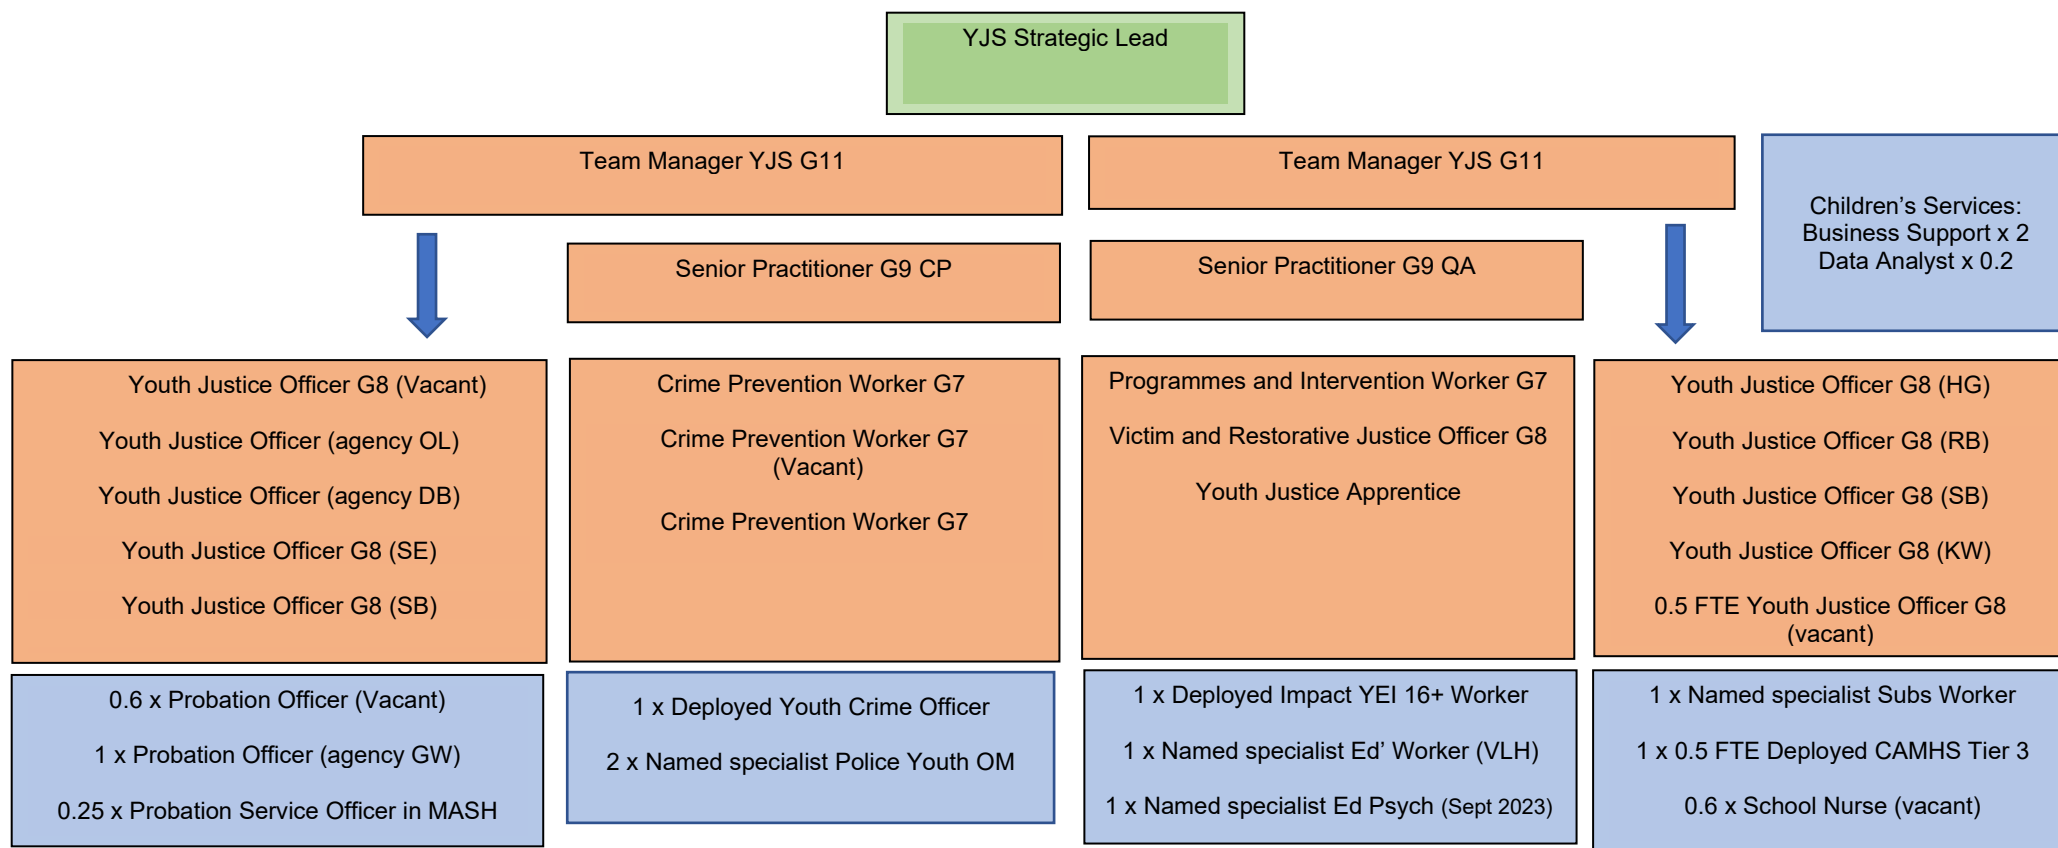 YJS Strategic Lead
Team Manager YJS G11
Team Manager YJS G11
Children’s Services:
Business Support x 2
Data Analyst x 0.2
Senior Practitioner G9 CP
Senior Practitioner G9 QA
Youth Justice Officer G8 (Vacant)
Youth Justice Officer (agency OL)
Youth Justice Officer (agency DB)
Youth Justice Officer G8 (SE)
Youth Justice Officer G8 (SB)
Crime Prevention Worker G7
Crime Prevention Worker G7
(Vacant)
Crime Prevention Worker G7
Programmes and Intervention Worker G7
Victim and Restorative Justice Officer G8
Youth Justice Apprentice
Youth Justice Officer G8 (HG)
Youth Justice Officer G8 (RB)
Youth Justice Officer G8 (SB)
Youth Justice Officer G8 (KW)
0.5 FTE Youth Justice Officer G8
(vacant)
0.6 x Probation Officer (Vacant)
1 x Probation Officer (agency GW)
0.25 x Probation Service Officer in MASH
1 x Deployed Youth Crime Officer
2 x Named specialist Police Youth OM
1 x Deployed Impact YEI 16+ Worker
1 x Named specialist Ed’ Worker (VLH)
1 x Named specialist Ed Psych (Sept 2023)
1 x Named specialist Subs Worker
1 x 0.5 FTE Deployed CAMHS Tier 3
0.6 x School Nurse (vacant)